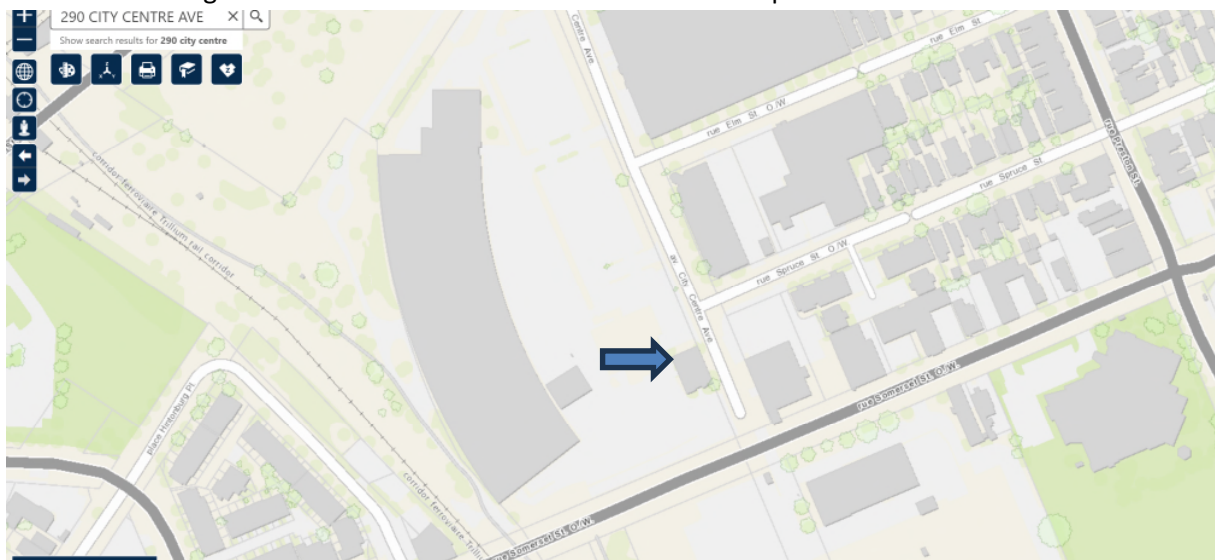 290 CITY CENTRE AVE
Show search results for 290 city centre
Centre Ave
rue Elm St
rue Elm St O/W
rue Preston St.
rue Spruce St
corridor ferroviaire Trillium rail corridor
rue Spruce St O/W
av City Centre Ave
place Hintonburg Pl
rue Somerset St. O./W.
corridor ferroviaire Trilli
rue Somerset St. O./W.